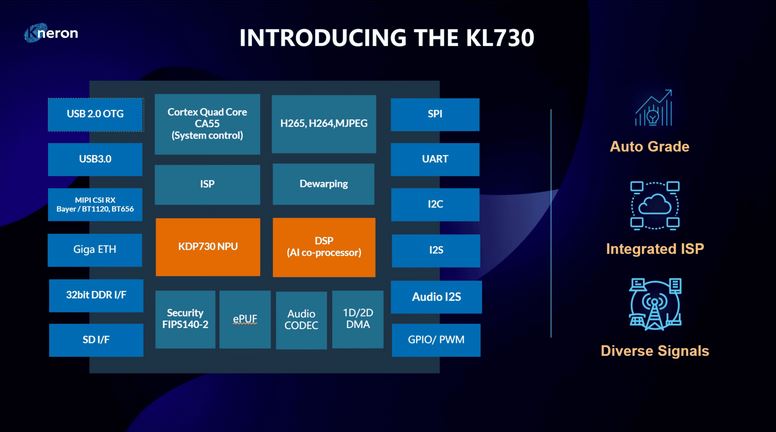 Kneron
INTRODUCING THE KL730
USB 2.0 OTG
USB3.0
MIPI CSI RX
Bayer / BT1120, BT656
Giga ETH
32bit DDR I/F
SD I/F
Cortex Quad Core
CA55
(System control)
H265, H264,MJPEG
ISP
Dewarping
KDP730 NPU
DSP
(AI co-processor)
Security
FIPS140-2
ePUF
Audio
CODEC
1D/2D
DMA
SPI
UART
I2C
I2S
Audio I2S
GPIO/ PWM
Auto Grade
Integrated ISP
Diverse Signals